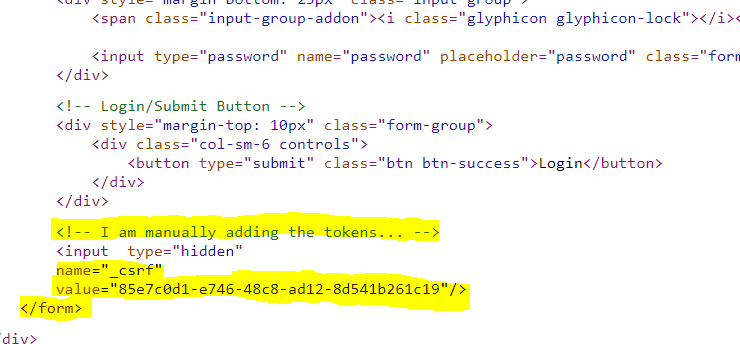 <div style="margin-bottom: 25px" class="input-group">
<span class="input-group-addon"><i class="glyphicon glyphicon-lock"></i><
<input type="password" name="password" placeholder="password" class="form
</div>
<!-- Login/Submit Button -->
<div style="margin-top: 10px" class="form-group">
<div class="col-sm-6 controls">
<button type="submit" class="btn btn-success">Login</button>
</div>
</div>
<!-- I am manually adding the tokens... -->
<input  type="hidden"
name="_csrf"
value="85e7c0d1-e746-48c8-ad12-8d541b261c19"/>
</form>
/div>